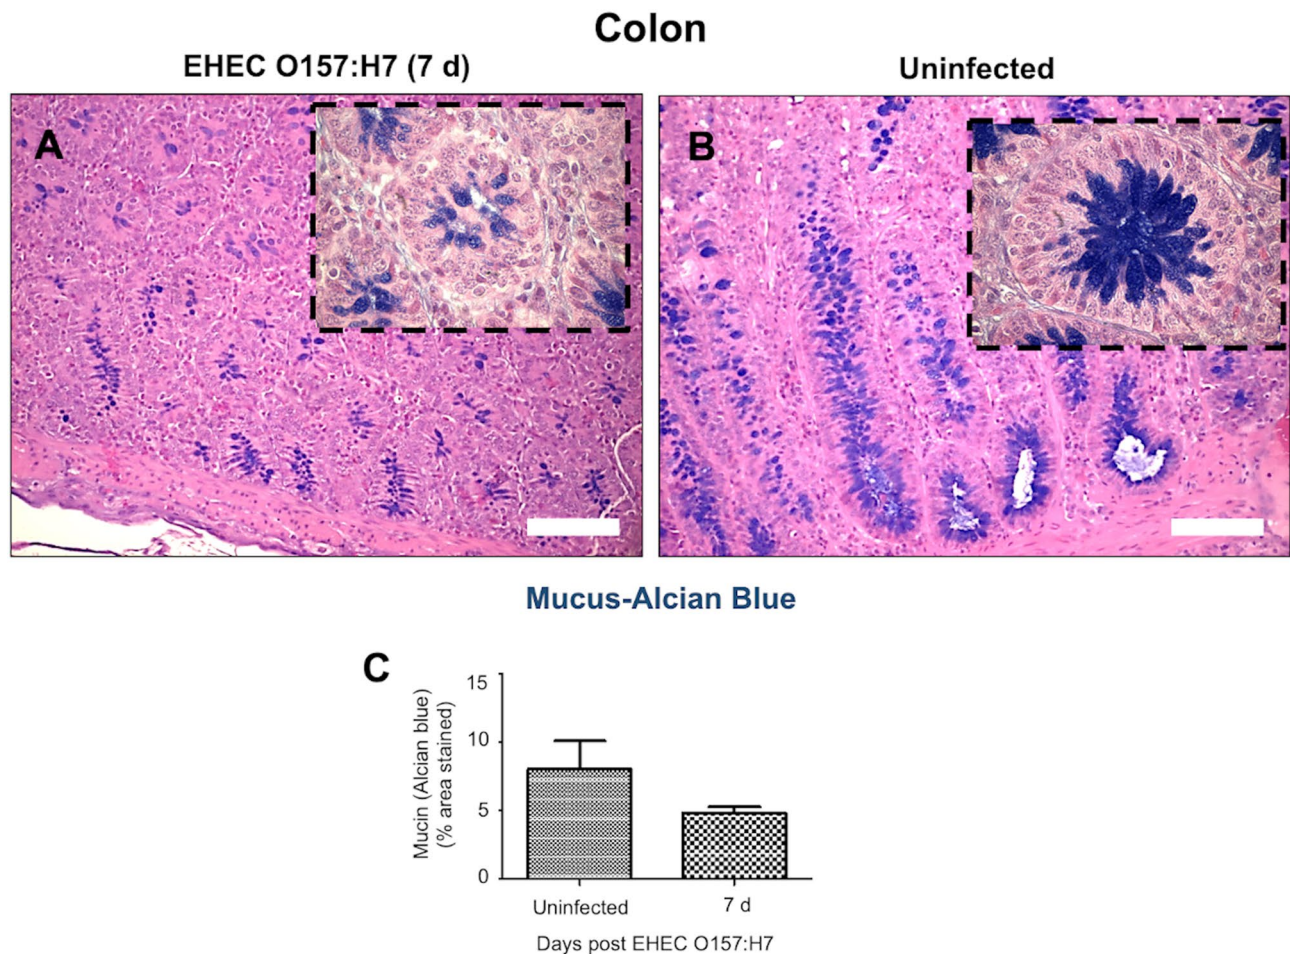 Colon
EHEC O157:H7 (7 d)
Uninfected
A
B
Mucus-Alcian Blue
C
Mucin (Alcian blue)
(% area stained)
15
10
5
0
Uninfected
7 d
Days post EHEC O157:H7